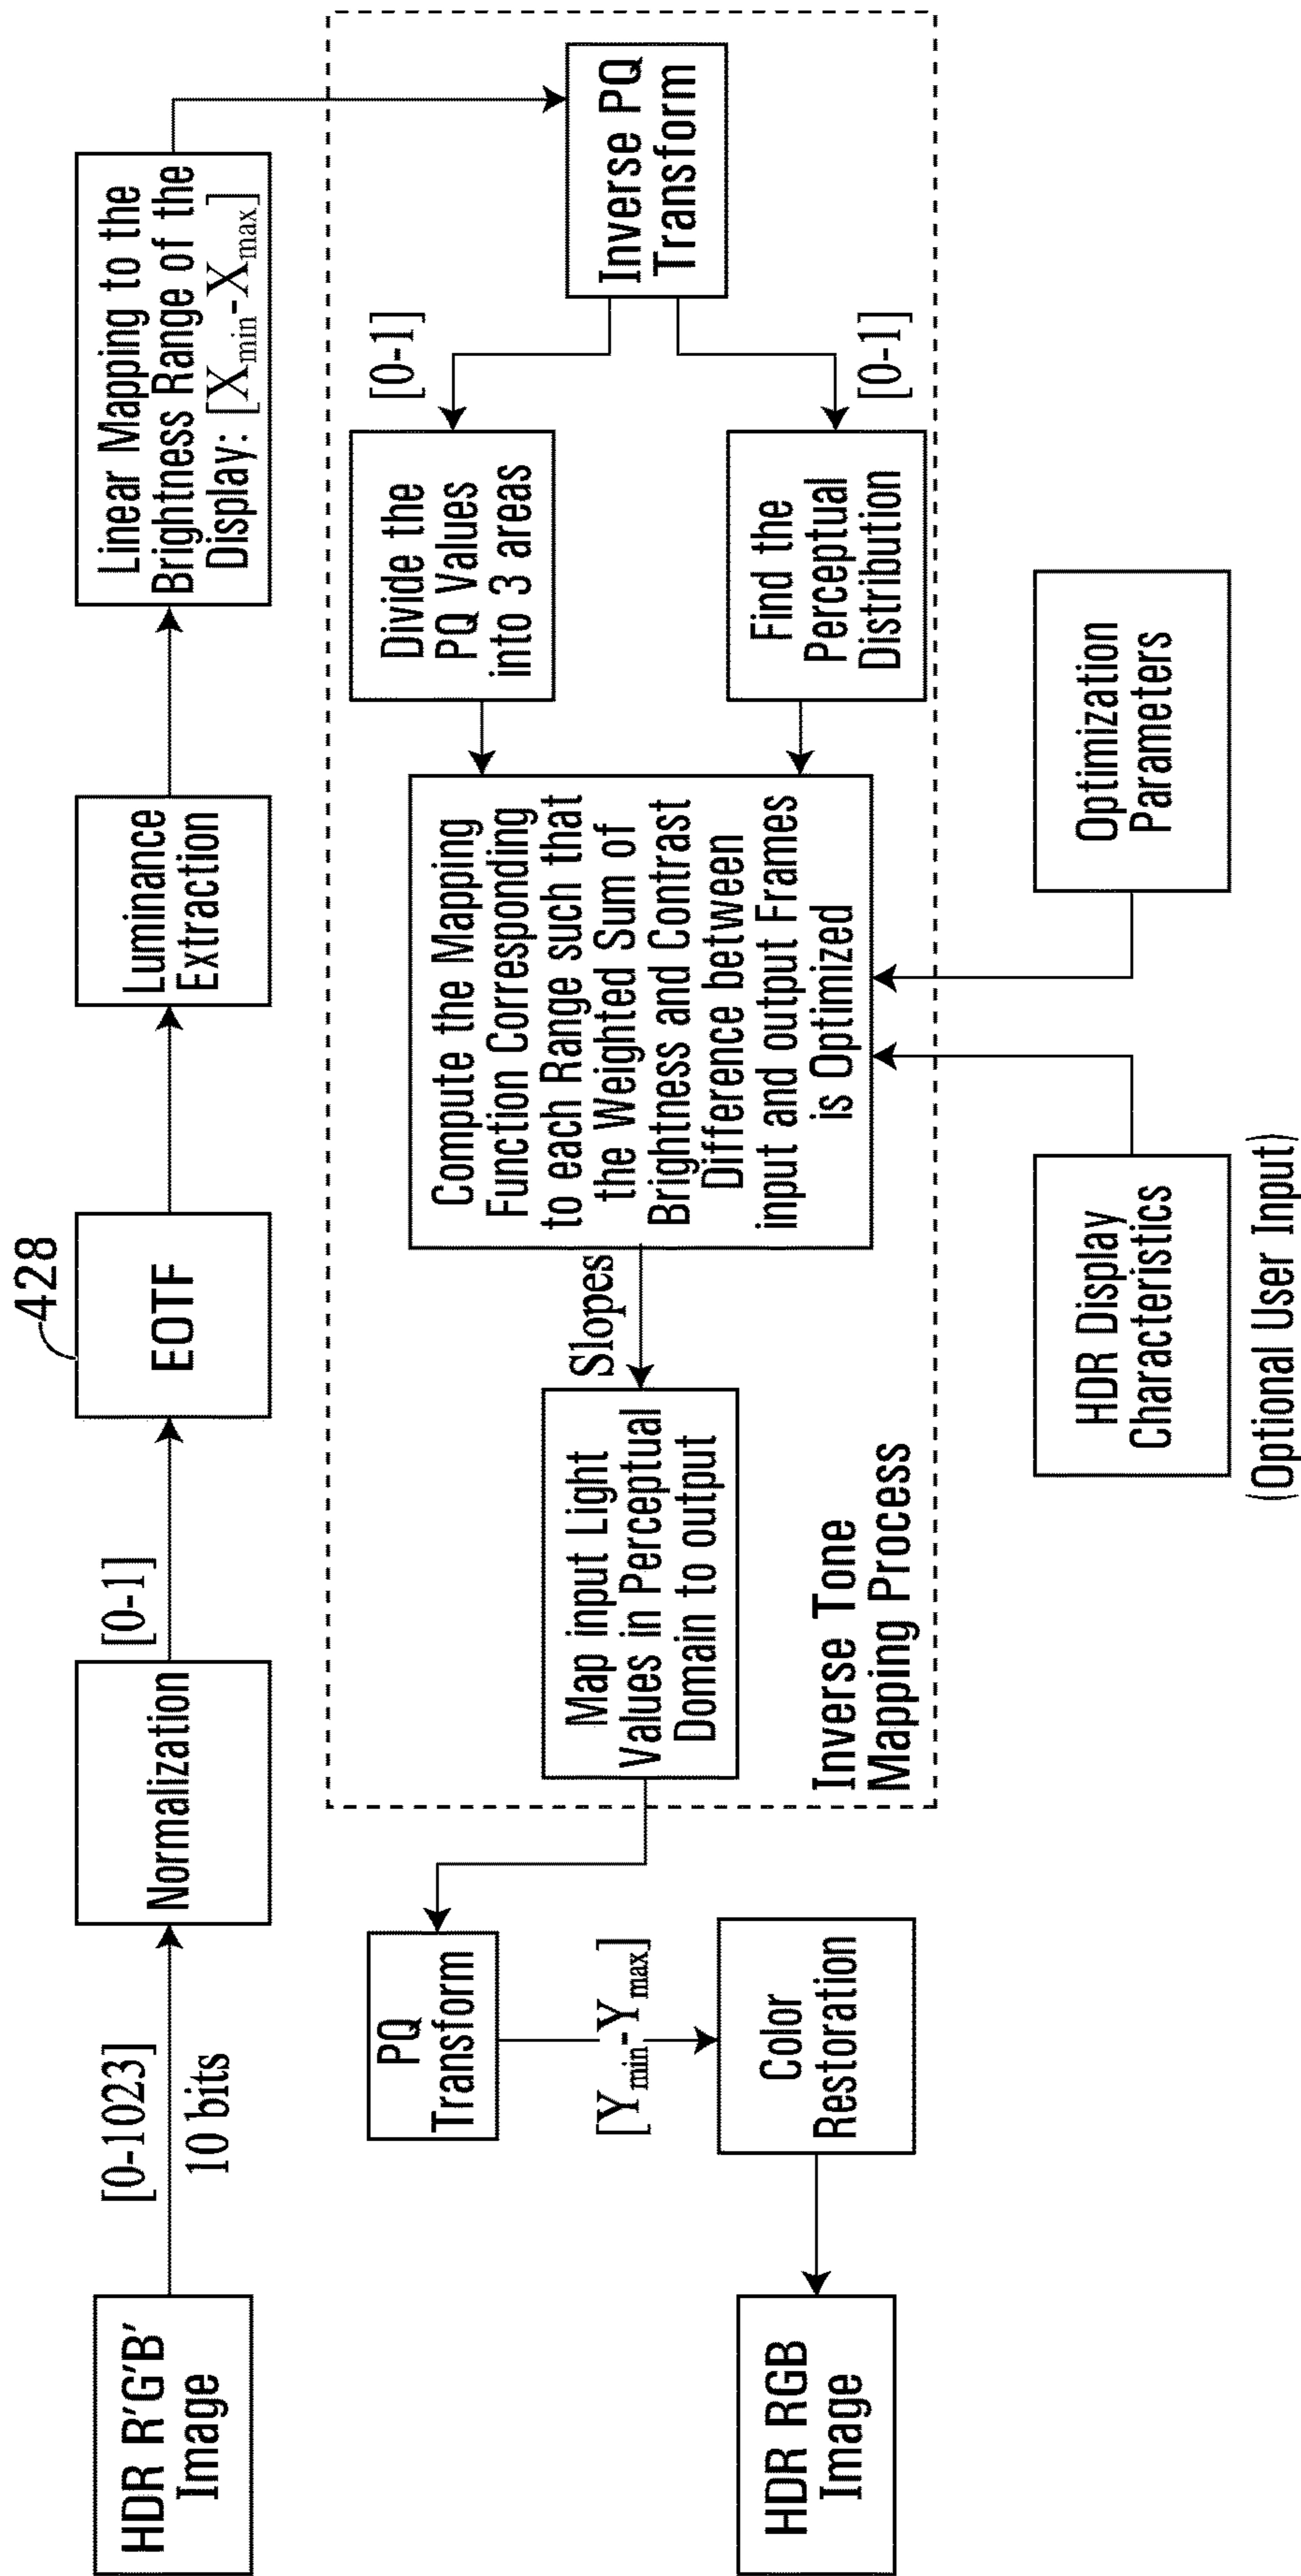 HDR R'G'B'
Image
[0-1023]
10 bits
Normalization
[0-1]
428
EOTF
Luminance
Extraction
Linear Mapping to the
Brightness Range of the
Display: [Xmin-Xmax]
Inverse PQ
Transform
[0-1]
[0-1]
Divide the
PQ Values
into 3 areas
Find the
Perceptual
Distribution
Compute the Mapping
Function Corresponding
to each Range such that
the Weighted Sum of
Brightness and Contrast
Difference between
input and output Frames
is Optimized
Optimization
Parameters
HDR Display
Characteristics
(Optional User Input)
Slopes
Map input Light
Values in Perceptual
Domain to output
Inverse Tone
Mapping Process
PQ
Transform
[Ymin-Ymax]
Color
Restoration
HDR RGB
Image